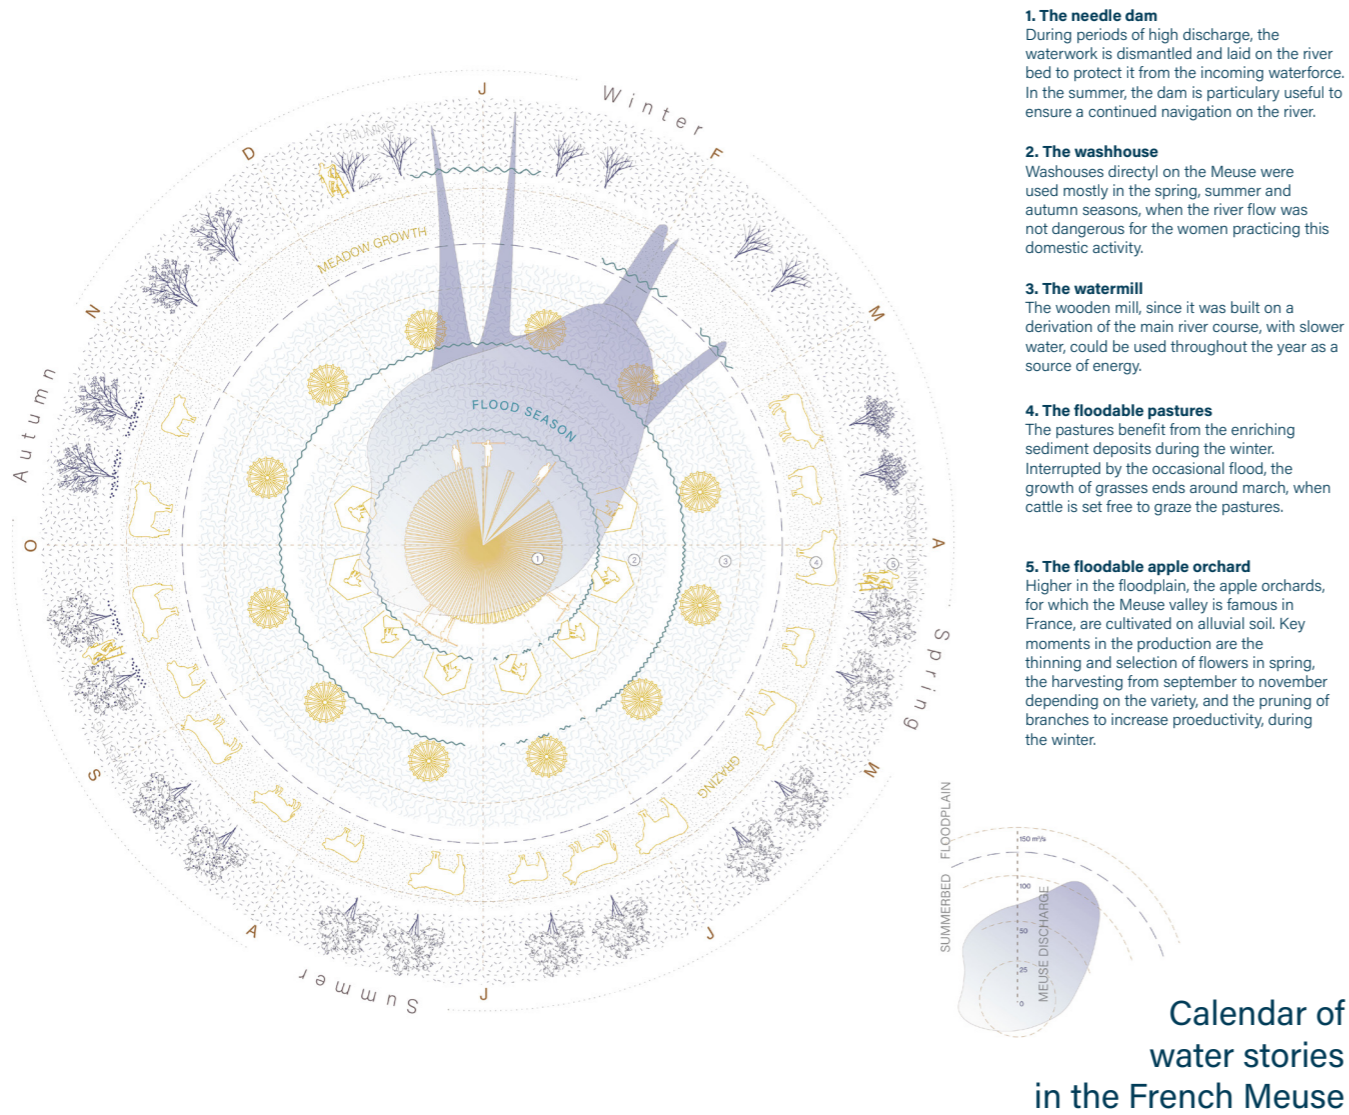 J
Winter
F
M
A
Spring
M
J
J
Summer
A
S
O
Autumn
N
D
PRUNING
MEADOW GROWTH
FLOOD SEASON
GRAZING
1
2
3
4
5
1. The needle dam
During periods of high discharge, the
waterwork is dismantled and laid on the river
bed to protect it from the incoming waterforce.
In the summer, the dam is particulary useful to
ensure a continued navigation on the river.
2. The washhouse
Washouses directyl on the Meuse were
used mostly in the spring, summer and
autumn seasons, when the river flow was
not dangerous for the women practicing this
domestic activity.
3. The watermill
The wooden mill, since it was built on a
derivation of the main river course, with slower
water, could be used throughout the year as a
source of energy.
4. The floodable pastures
The pastures benefit from the enriching
sediment deposits during the winter.
Interrupted by the occasional flood, the
growth of grasses ends around march, when
cattle is set free to graze the pastures.
5. The floodable apple orchard
Higher in the floodplain, the apple orchards,
for which the Meuse valley is famous in
France, are cultivated on alluvial soil. Key
moments in the production are the
thinning and selection of flowers in spring,
the harvesting from september to november
depending on the variety, and the pruning of
branches to increase proeductivity, during
the winter.
FLOODPLAIN
SUMMERBED
150 m³/s
100
50
25
0
MEUSE DISCHARGE
Calendar of
water stories
in the French Meuse